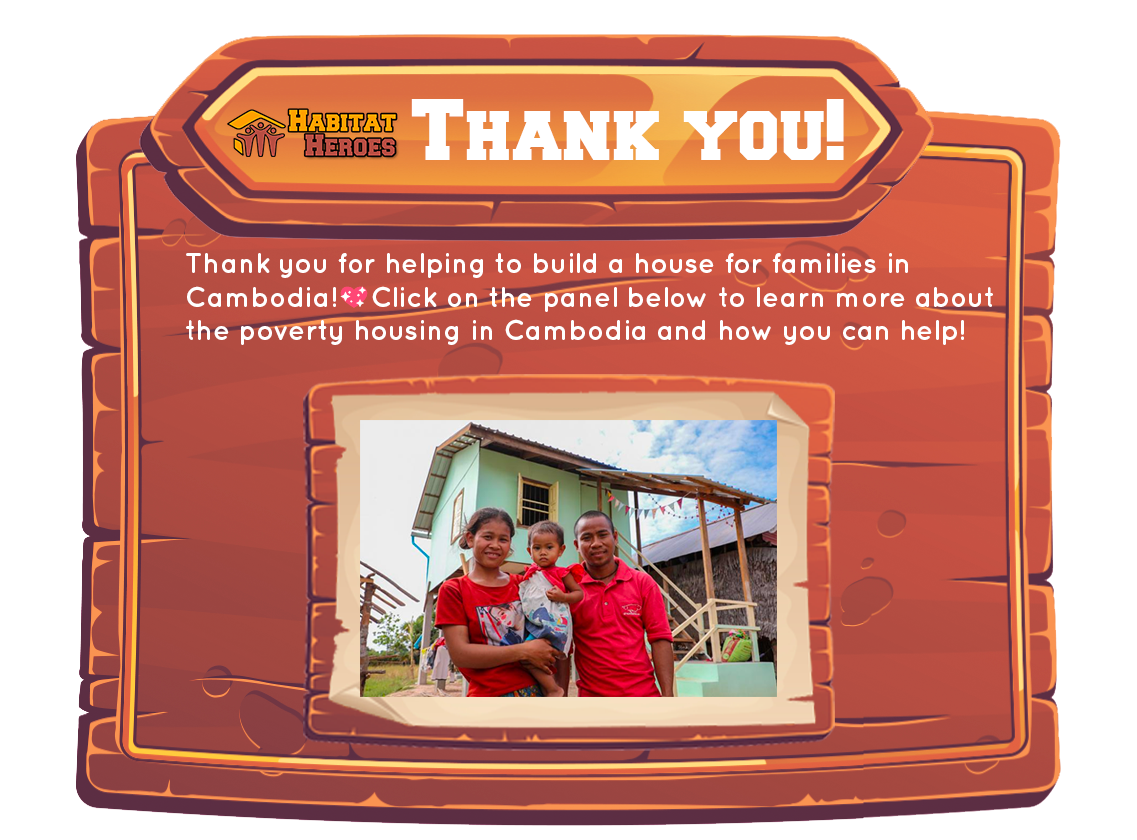 Habitat
Heroes
Thank you!
Thank you for helping to build a house for families in
Cambodia!💖Click on the panel below to learn more about
the poverty housing in Cambodia and how you can help!